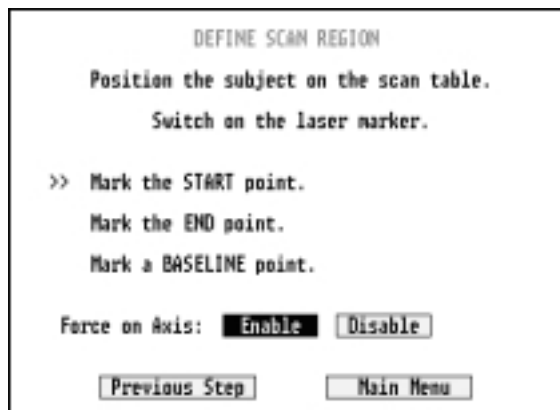 DEFINE SCAN REGION
Position the subject on the scan table.
Switch on the laser marker.
>> Mark the START point.
Mark the END point.
Mark a BASELINE point.
Force on Axis: Enable Disable
Previous Step Main Menu